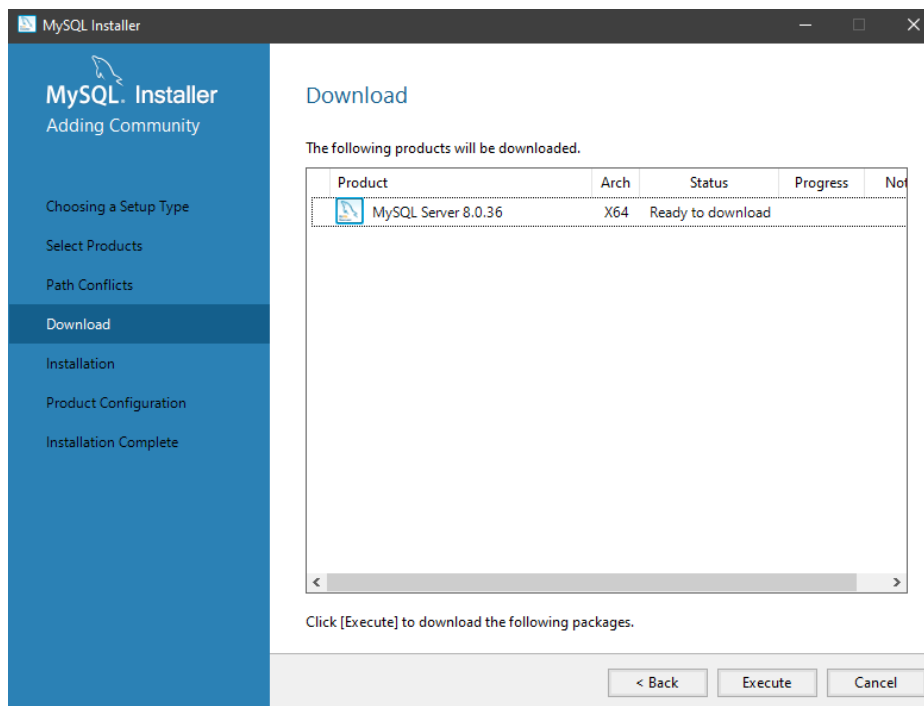 MySQL Installer
MySQL. Installer
Adding Community
Choosing a Setup Type
Select Products
Path Conflicts
Download
Installation
Product Configuration
Installation Complete
Download
The following products will be downloaded.
Product Arch Status Progress Not
MySQL Server 8.0.36 X64 Ready to download
Click [Execute] to download the following packages.
< Back Execute Cancel